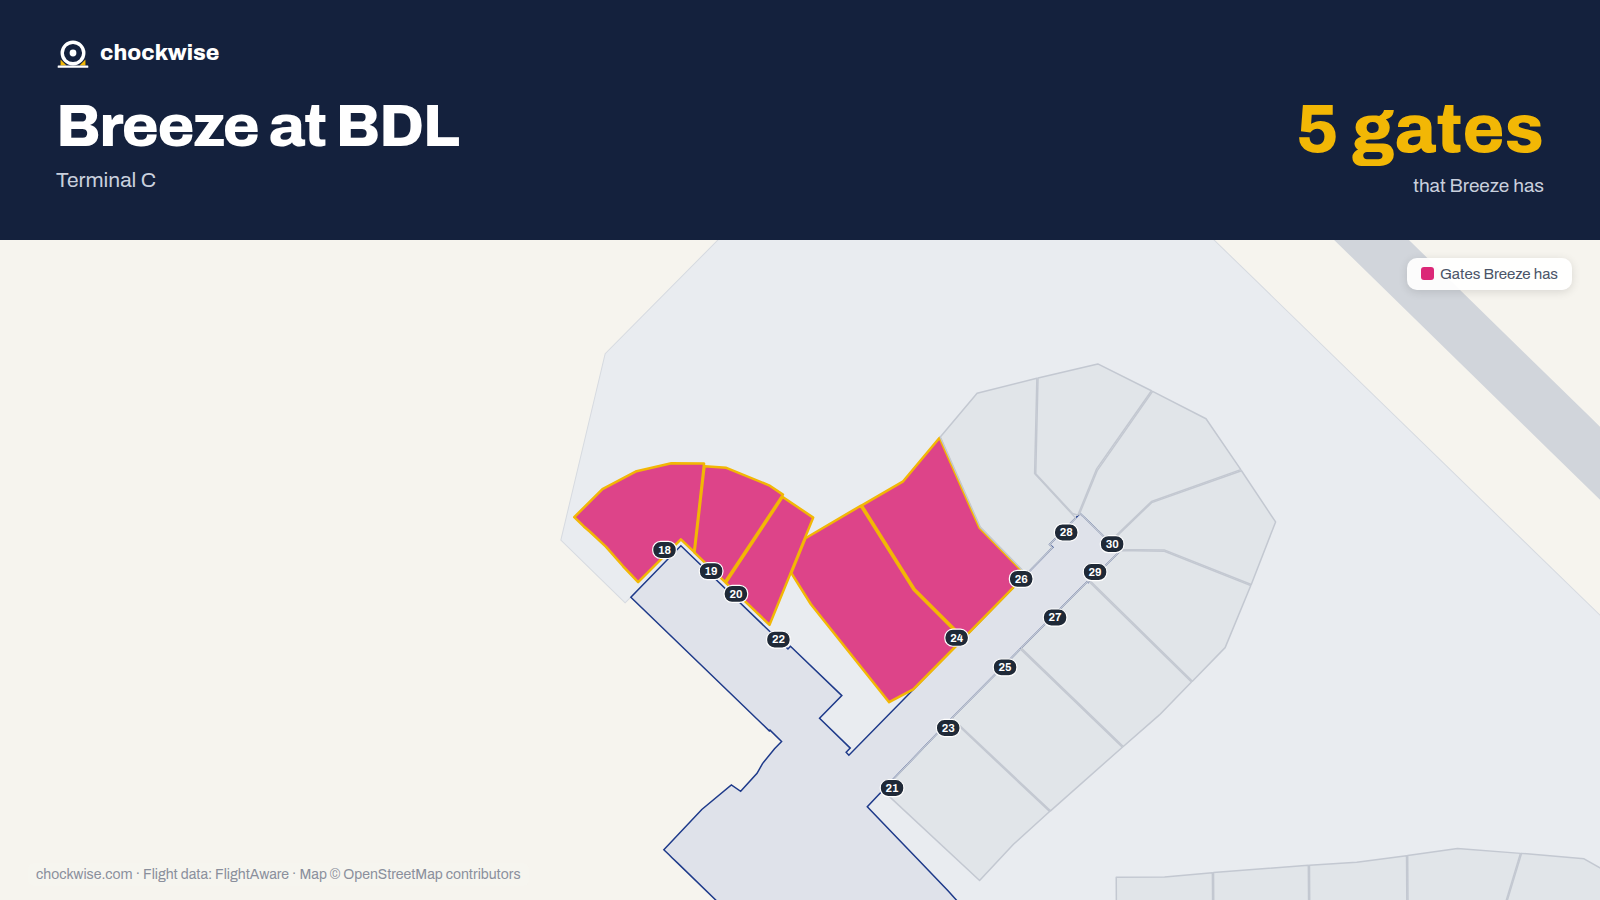 chockwise
Breeze at BDL
Terminal C
5 gates
that Breeze has
Gates Breeze has
18
19
20
22
24
26
28
30
29
27
25
23
21
chockwise.com · Flight data: FlightAware · Map © OpenStreetMap contributors